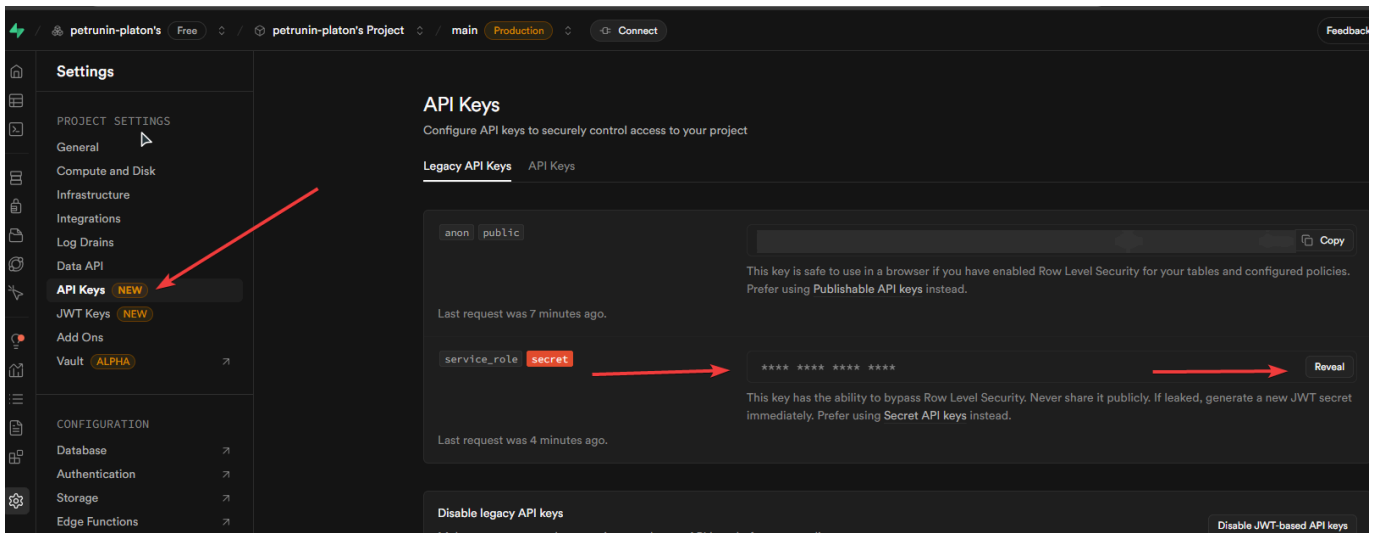 petrunin-platon's Free petrunin-platon's Project main Production Connect Feedback
Settings
PROJECT SETTINGS
General
Compute and Disk
Infrastructure
Integrations
Log Drains
Data API
API Keys NEW
JWT Keys NEW
Add Ons
Vault ALPHA
CONFIGURATION
Database
Authentication
Storage
Edge Functions
API Keys
Configure API keys to securely control access to your project
Legacy API Keys API Keys
anon public
Copy
This key is safe to use in a browser if you have enabled Row Level Security for your tables and configured policies.
Prefer using Publishable API keys instead.
Last request was 7 minutes ago.
service_role secret
**** **** **** ****
Reveal
This key has the ability to bypass Row Level Security. Never share it publicly. If leaked, generate a new JWT secret
immediately. Prefer using Secret API keys instead.
Last request was 4 minutes ago.
Disable legacy API keys
Disable JWT-based API keys